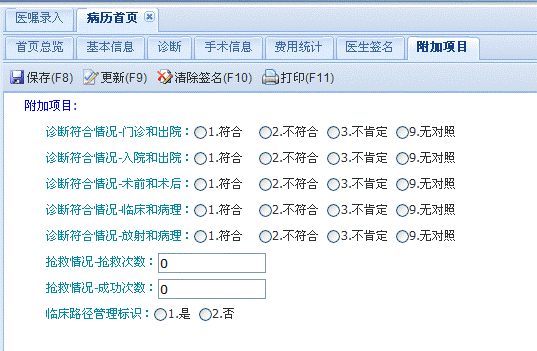 医嘱录入 病历首页
首页总览 基本信息 诊断 手术信息 费用统计 医生签名 附加项目
保存(F8) 更新(F9) 清除签名(F10) 打印(F11)
附加项目:
诊断符合情况-门诊和出院: 1.符合 2.不符合 3.不肯定 9.无对照
诊断符合情况-入院和出院: 1.符合 2.不符合 3.不肯定 9.无对照
诊断符合情况-术前和术后: 1.符合 2.不符合 3.不肯定 9.无对照
诊断符合情况-临床和病理: 1.符合 2.不符合 3.不肯定 9.无对照
诊断符合情况-放射和病理: 1.符合 2.不符合 3.不肯定 9.无对照
抢救情况-抢救次数: 0
抢救情况-成功次数: 0
临床路径管理标识: 1.是 2.否